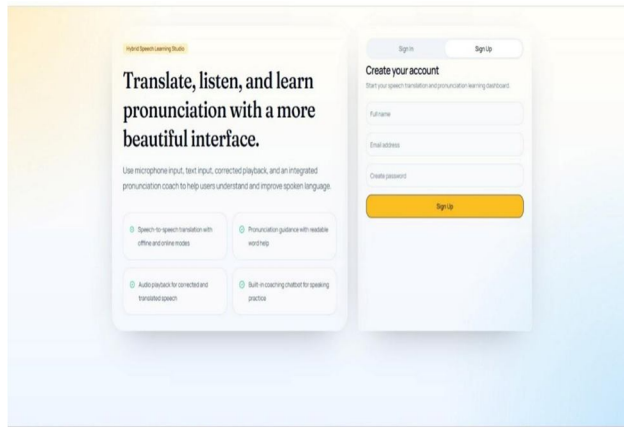 Hybrid Speech Learning Studio
Translate, listen, and learn
pronunciation with a more
beautiful interface.
Use microphone input, text input, corrected playback, and an integrated
pronunciation coach to help users understand and improve spoken language.
Speech-to-speech translation with
offline and online modes
Pronunciation guidance with readable
word help
Audio playback for corrected and
translated speech
Built-in coaching chatbot for speaking
practice
Sign In
Sign Up
Create your account
Start your speech translation and pronunciation learning dashboard.
Full name
Email address
Create password
Sign Up